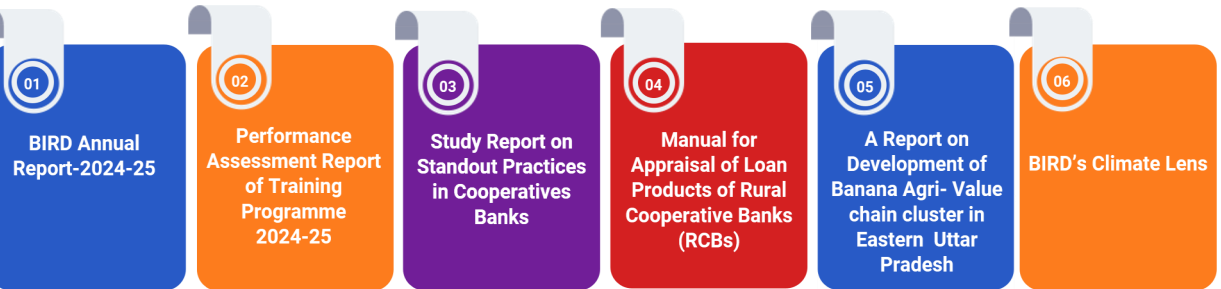 01
BIRD Annual
Report-2024-25
02
Performance
Assessment Report
of Training
Programme
2024-25
03
Study Report on
Standout Practices
in Cooperatives
Banks
04
Manual for
Appraisal of Loan
Products of Rural
Cooperative Banks
(RCBs)
05
A Report on
Development of
Banana Agri- Value
chain cluster in
Eastern Uttar
Pradesh
06
BIRD’s Climate Lens